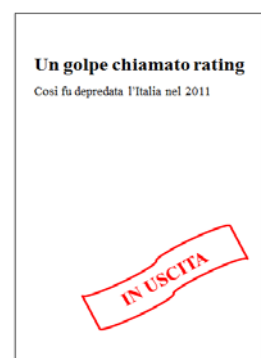 Un golpe chiamato rating
Così fu depredata l'Italia nel 2011
IN USCITA